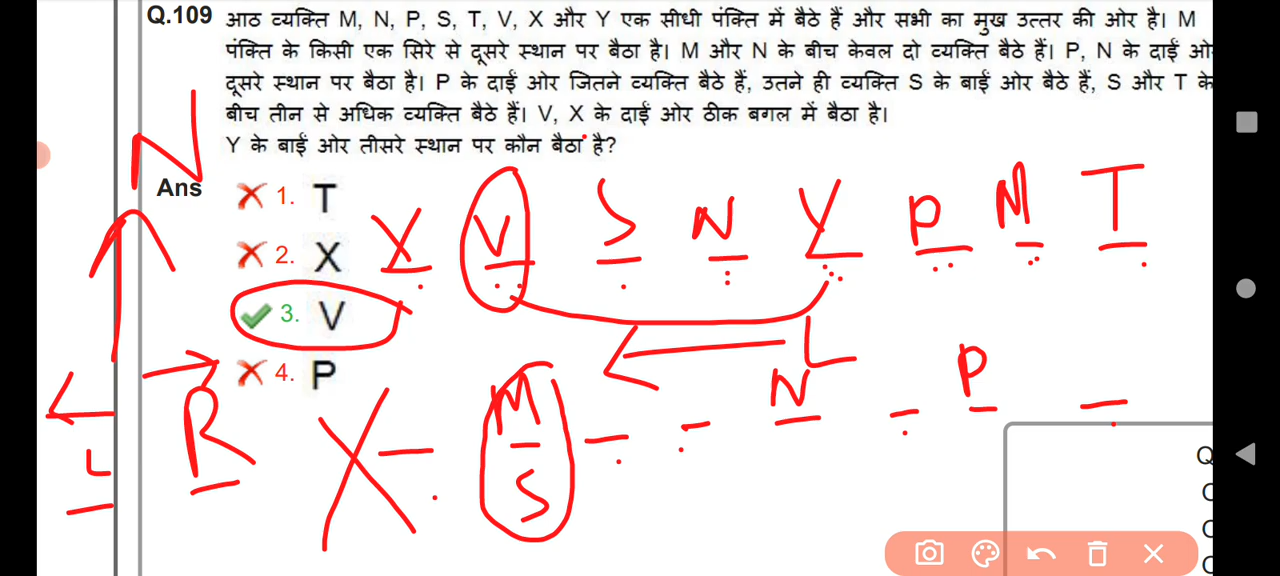 Q.109 आठ व्यक्ति M, N, P, S, T, V, X और Y एक सीधी पंक्ति में बैठे हैं और सभी का मुख उत्तर की ओर है। M
पंक्ति के किसी एक सिरे से दूसरे स्थान पर बैठा है। M और N के बीच केवल दो व्यक्ति बैठे हैं। P, N के दाईं ओ
दूसरे स्थान पर बैठा है। P के दाईं ओर जितने व्यक्ति बैठे हैं, उतने ही व्यक्ति S के बाईं ओर बैठे हैं, S और T के
बीच तीन से अधिक व्यक्ति बैठे हैं। V, X के दाईं ओर ठीक बगल में बैठा है।
Y के बाईं ओर तीसरे स्थान पर कौन बैठा है?
N
Ans 1. T
2. X
3. V
4. P
X V S N Y P M T
L
M N P
S
R
L
Q